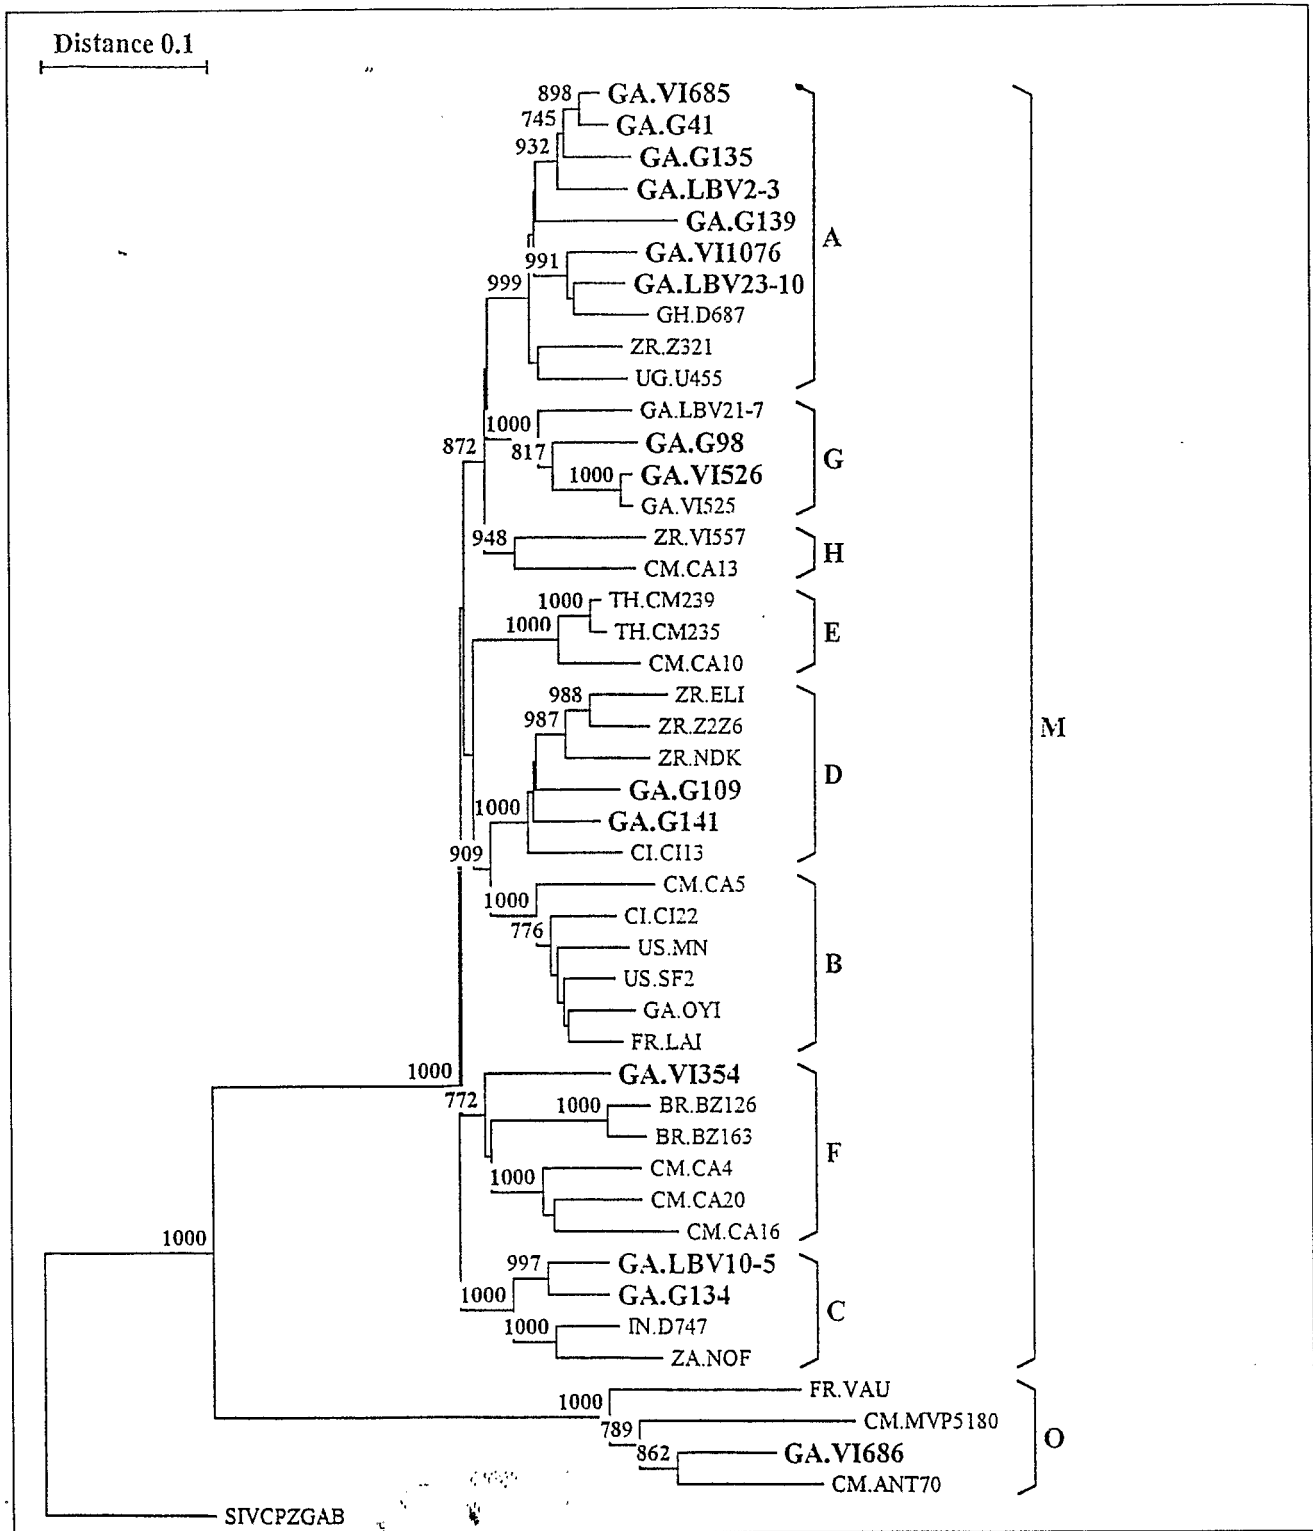 Distance 0.1
898 GA.VI685
745 GA.G41
932 GA.G135
GA.LBV2-3
GA.G139
A
991 GA.VI1076
999 GA.LBV23-10
GH.D687
ZR.Z321
UG.U455
1000 GA.LBV21-7
872 817 GA.G98
G
1000 GA.VI526
GA.VI525
948 ZR.VI557
H
CM.CA13
1000 TH.CM239
1000 TH.CM235
E
CM.CA10
988 ZR.ELI
987 ZR.Z2Z6
M
ZR.NDK
D
GA.G109
1000 GA.G141
909 CI.CI13
1000 CM.CA5
776 CI.CI22
US.MN
B
US.SF2
GA.OYI
FR.LAI
1000 GA.VI354
772 1000 BR.BZ126
BR.BZ163
F
1000 CM.CA4
CM.CA20
CM.CA16
1000
997 GA.LBV10-5
1000 GA.G134
C
1000 IN.D747
ZA.NOF
1000 FR.VAU
789 CM.MVP5180
O
862 GA.VI686
CM.ANT70
SIVCPZGAB